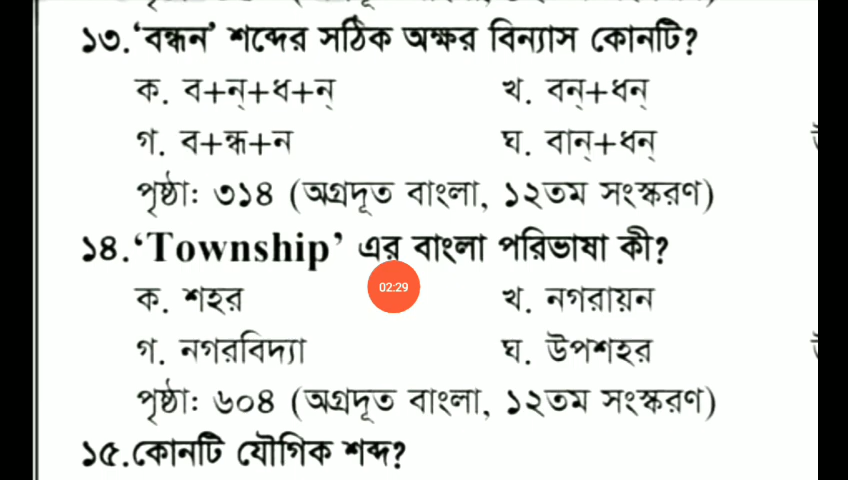 ১৩. ‘বন্ধন’ শব্দের সঠিক অক্ষর বিন্যাস কোনটি?
ক. ব+ন্+ধ+ন্ খ. বন্+ধন্
গ. ব+ন্ধ+ন ঘ. বান্+ধন্
পৃষ্ঠা: ৩১৪ (অগ্রদূত বাংলা, ১২তম সংস্করণ)
১৪. ‘Township’ এর বাংলা পরিভাষা কী?
02:29
ক. শহর খ. নগরায়ন
গ. নগরবিদ্যা ঘ. উপশহর
পৃষ্ঠা: ৬০৪ (অগ্রদূত বাংলা, ১২তম সংস্করণ)
১৫. কোনটি যৌগিক শব্দ?